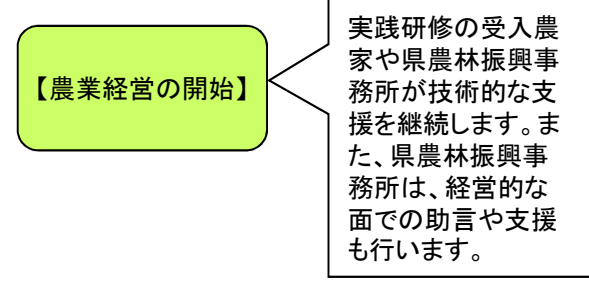 【農業経営の開始】
実践研修の受入農
家や県農林振興事
務所が技術的な支
援を継続します。ま
た、県農林振興事
務所は、経営的な
面での助言や支援
も行います。